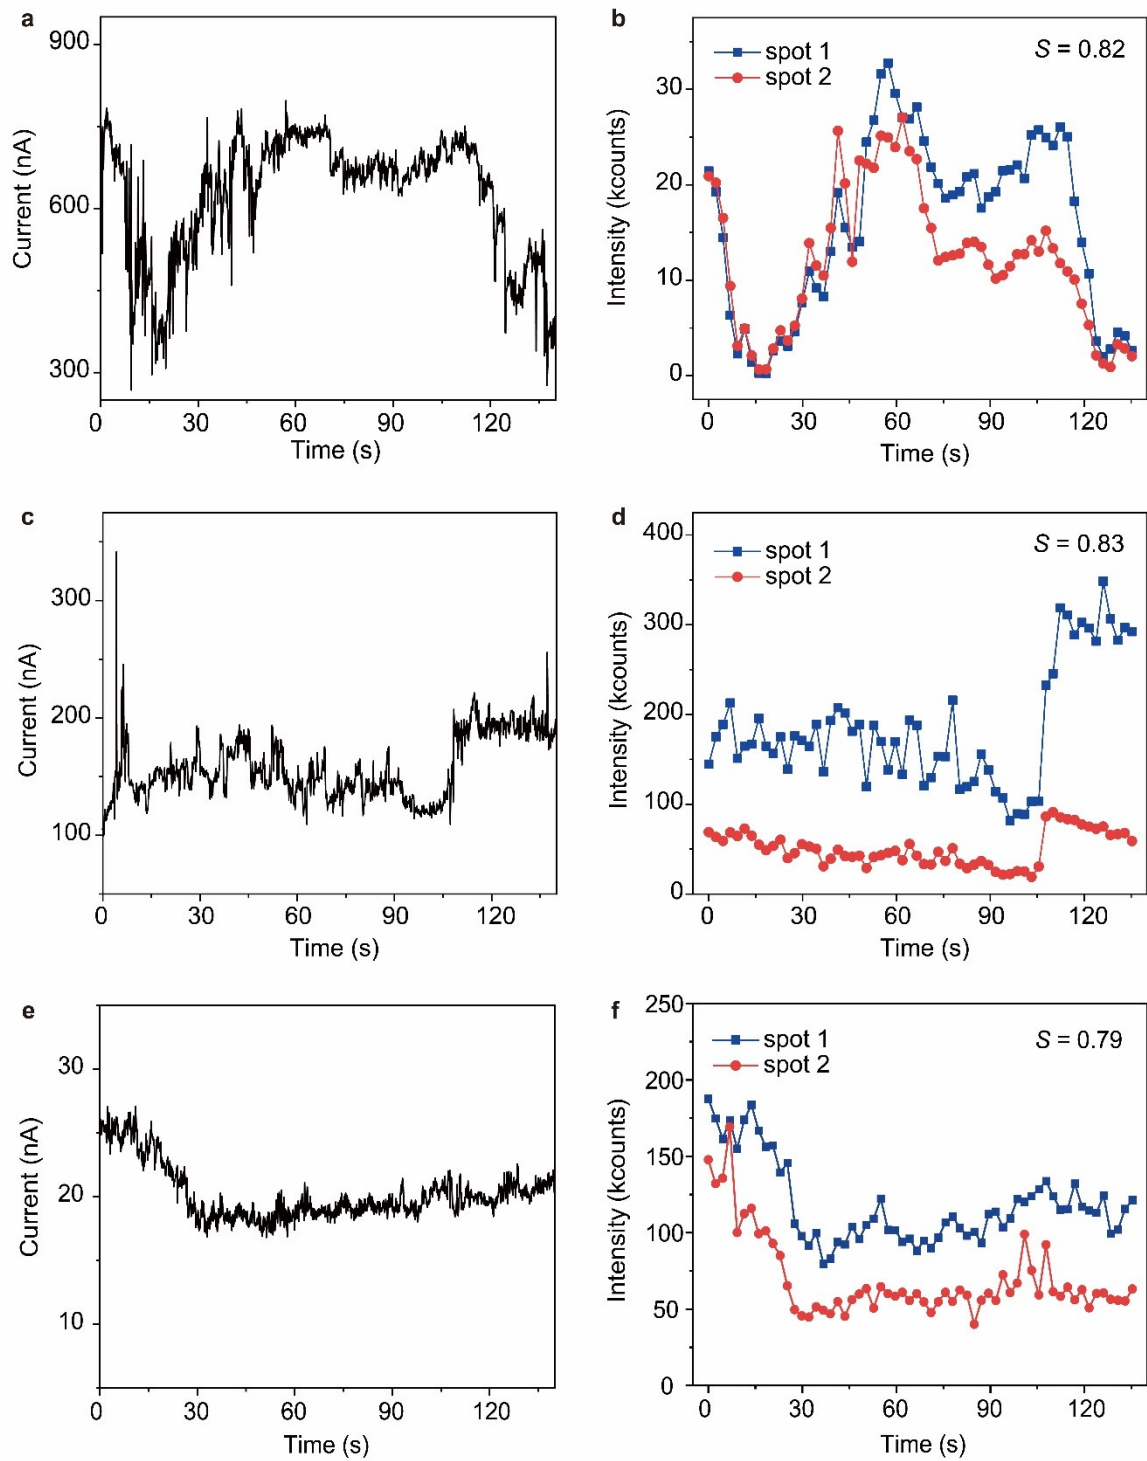 a
900
600
300
Current (nA)
0 30 60 90 120
Time (s)
b
spot 1
spot 2
S = 0.82
30
20
10
0
Intensity (kcounts)
0 30 60 90 120
Time (s)
c
300
200
100
Current (nA)
0 30 60 90 120
Time (s)
d
spot 1
spot 2
S = 0.83
400
300
200
100
0
Intensity (kcounts)
0 30 60 90 120
Time (s)
e
30
20
10
Current (nA)
0 30 60 90 120
Time (s)
f
spot 1
spot 2
S = 0.79
250
200
150
100
50
0
Intensity (kcounts)
0 30 60 90 120
Time (s)